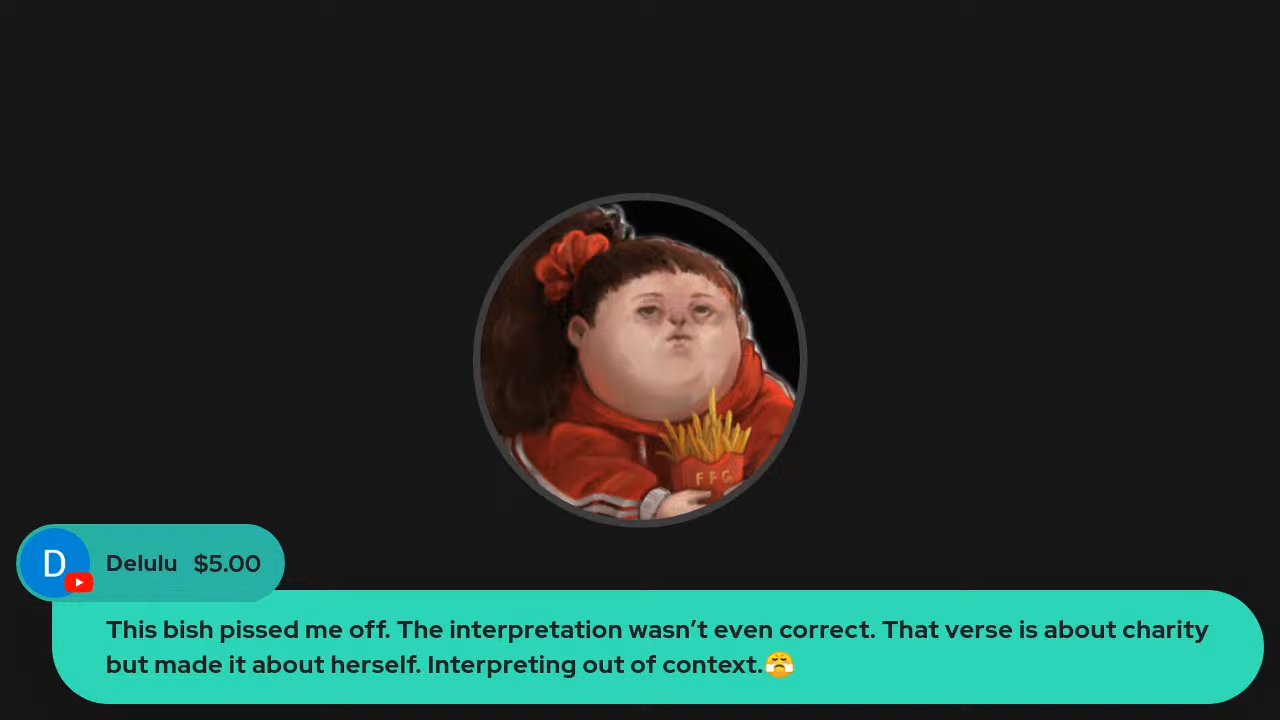 FFG
D
Delulu $5.00
This bish pissed me off. The interpretation wasn’t even correct. That verse is about charity
but made it about herself. Interpreting out of context.😤